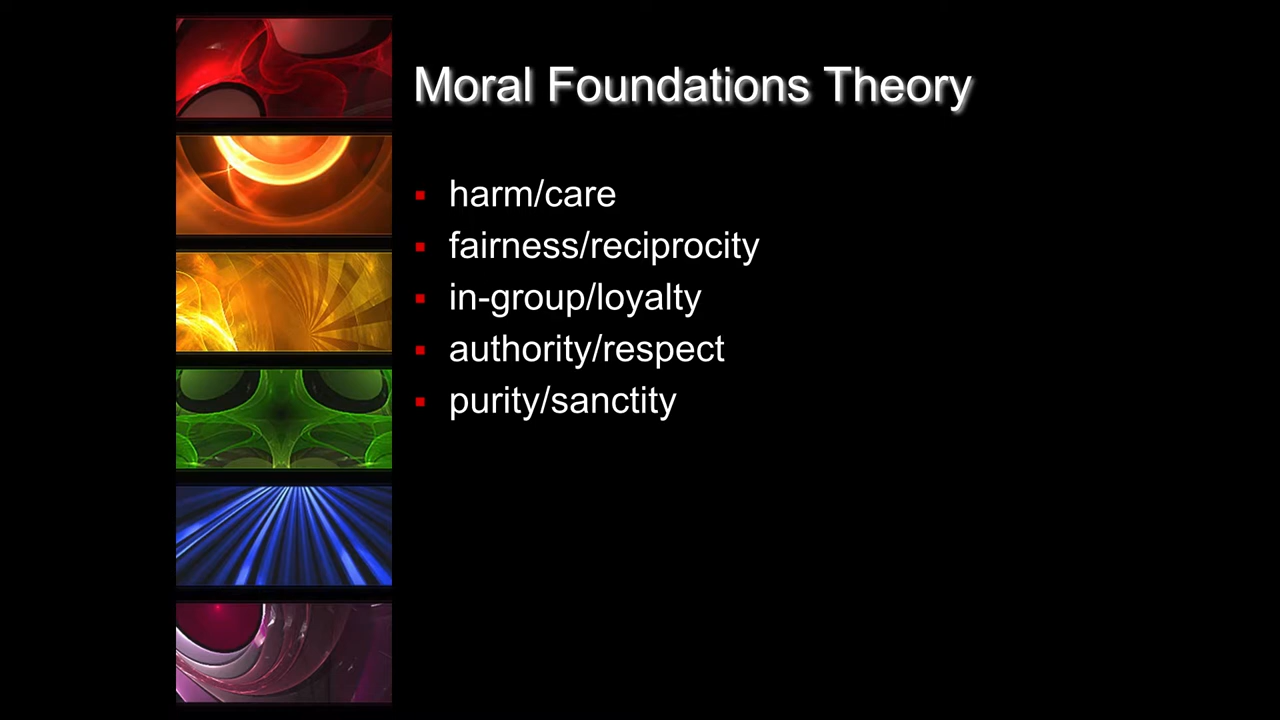 Moral Foundations Theory
harm/care
fairness/reciprocity
in-group/loyalty
authority/respect
purity/sanctity